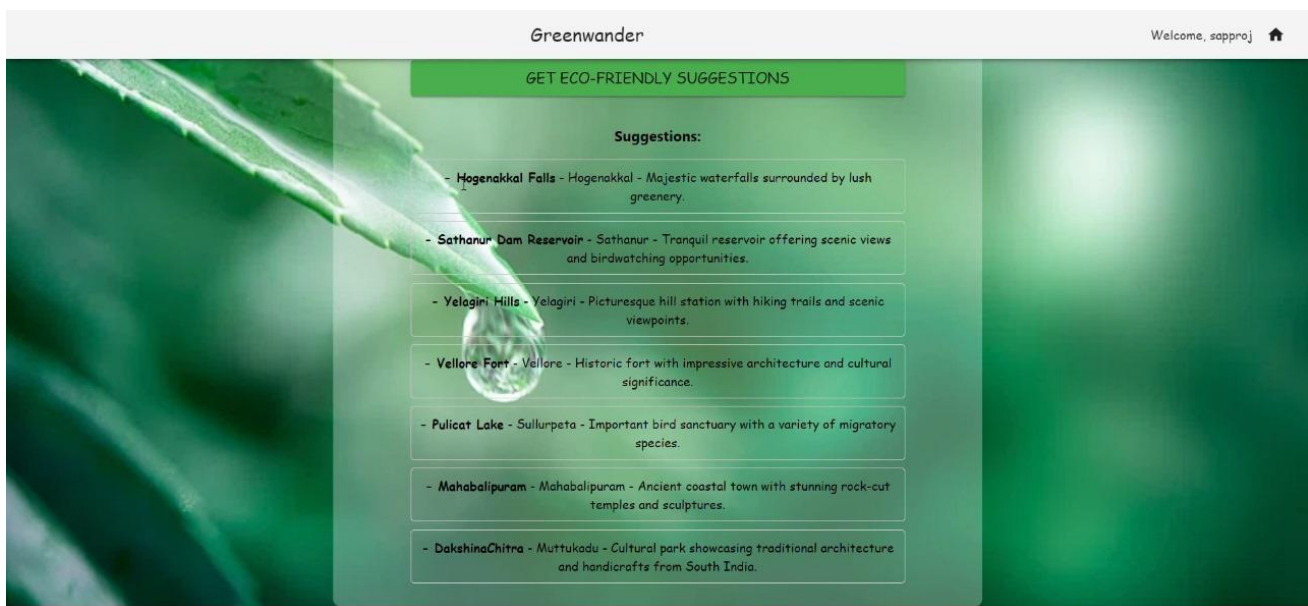 Greenwander
Welcome, sapproj
GET ECO-FRIENDLY SUGGESTIONS
Suggestions:
- Hogenakkal Falls - Hogenakkal - Majestic waterfalls surrounded by lush
greenery.
- Sathanur Dam Reservoir - Sathanur - Tranquil reservoir offering scenic views
and birdwatching opportunities.
- Yelagiri Hills - Yelagiri - Picturesque hill station with hiking trails and scenic
viewpoints.
- Vellore Fort - Vellore - Historic fort with impressive architecture and cultural
significance.
- Pulicat Lake - Sullurpeta - Important bird sanctuary with a variety of migratory
species.
- Mahabalipuram - Mahabalipuram - Ancient coastal town with stunning rock-cut
temples and sculptures.
- DakshinaChitra - Muttukadu - Cultural park showcasing traditional architecture
and handicrafts from South India.